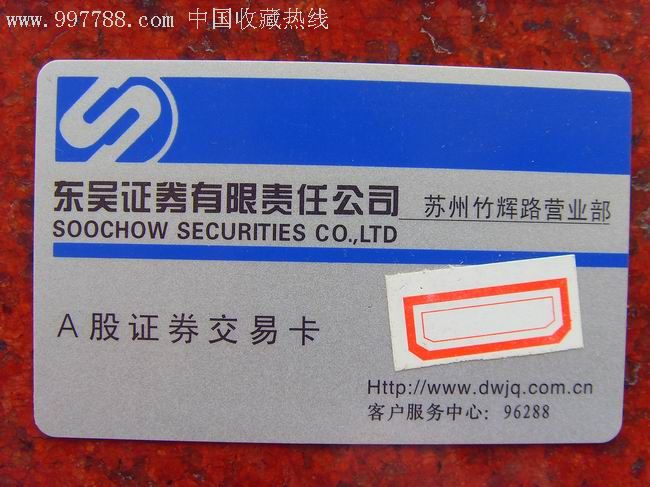 www.997788.com 中国收藏热线
东吴证券有限责任公司 苏州竹辉路营业部
SOOCHOW SECURITIES CO.,LTD
A股证券交易卡
Http://www.dwjq.com.cn
客户服务中心：96288